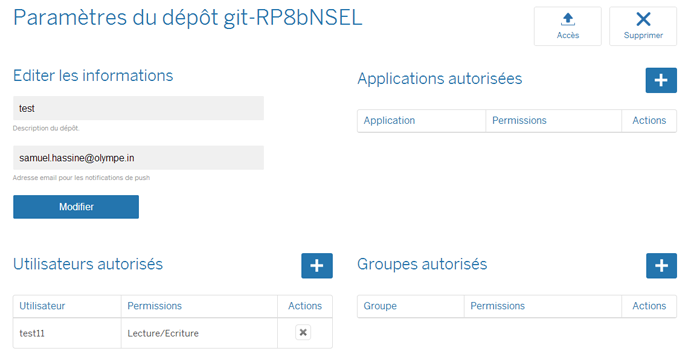 Paramètres du dépôt git-RP8bNSEL
Accès
Supprimer
Editer les informations
test
Description du dépôt.
samuel.hassine@olympe.in
Adresse email pour les notifications de push
Modifier
Applications autorisées
Application Permissions Actions
Utilisateurs autorisés
Utilisateur Permissions Actions
test11 Lecture/Ecriture
Groupes autorisés
Groupe Permissions Actions